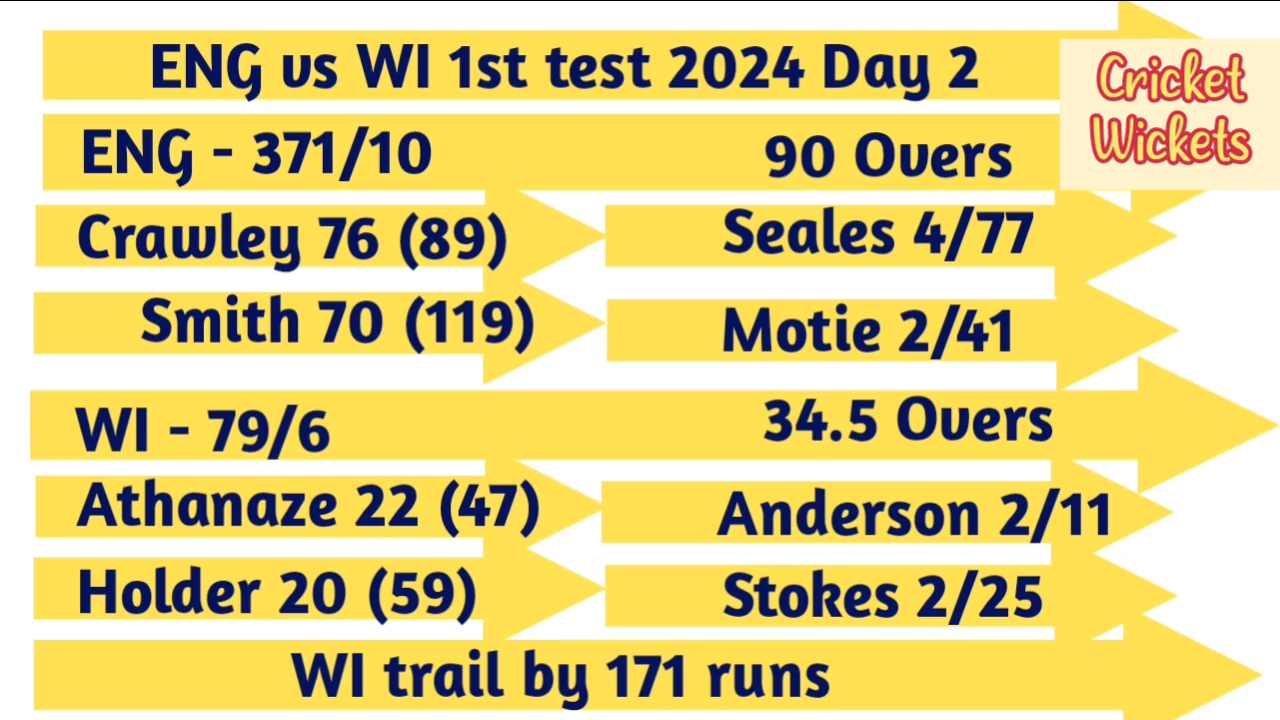 ENG vs WI 1st test 2024 Day 2
Cricket
Wickets
ENG - 371/10 90 Overs
Crawley 76 (89) Seales 4/77
Smith 70 (119) Motie 2/41
WI - 79/6 34.5 Overs
Athanaze 22 (47) Anderson 2/11
Holder 20 (59) Stokes 2/25
WI trail by 171 runs